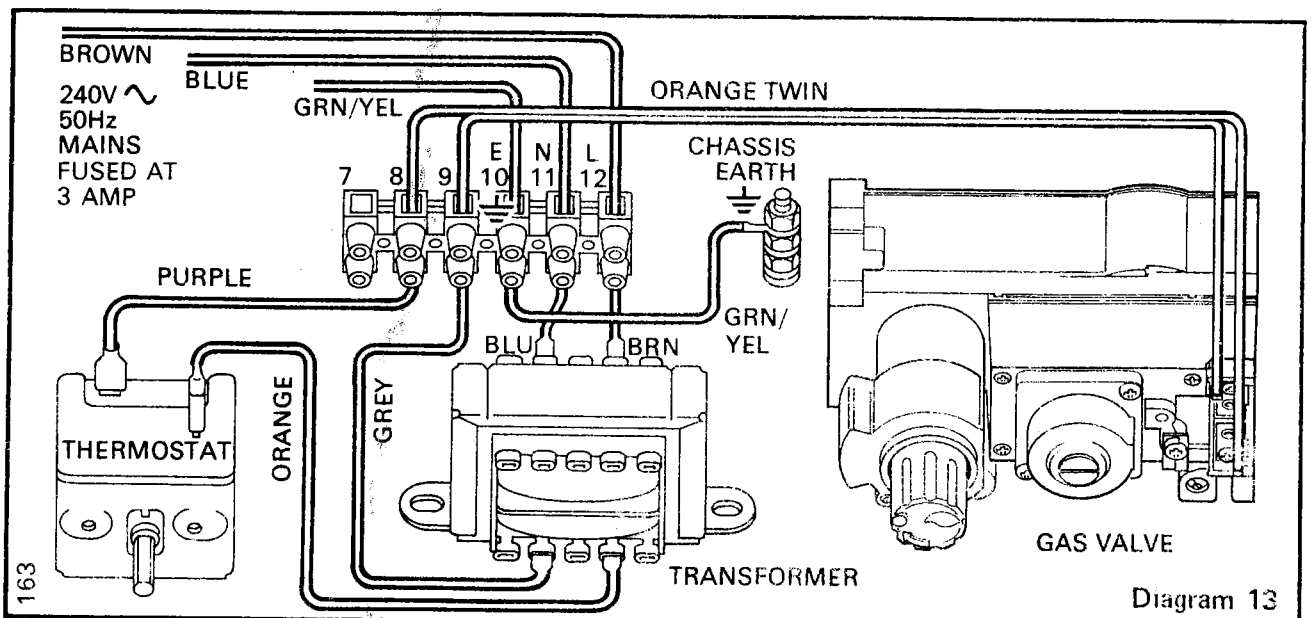 BROWN
BLUE
GRN/YEL
240V ∿
50Hz
MAINS
FUSED AT
3 AMP
ORANGE TWIN
CHASSIS
EARTH
E N L
7 8 9 10 11 12
PURPLE
GRN/
YEL
BLU
BRN
ORANGE
GREY
THERMOSTAT
TRANSFORMER
GAS VALVE
163
Diagram 13